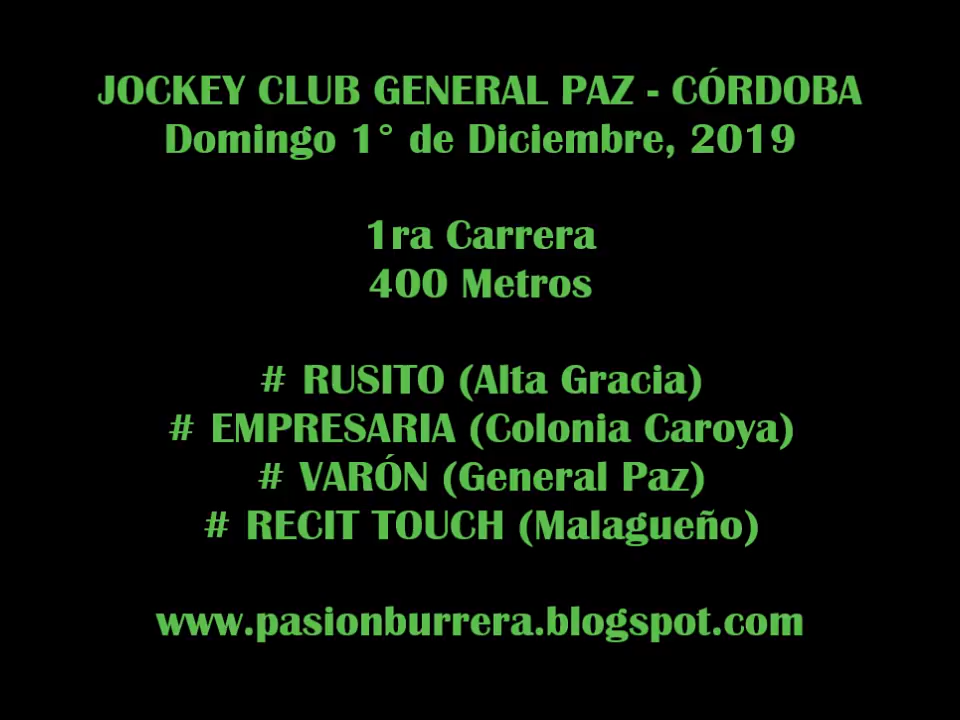 JOCKEY CLUB GENERAL PAZ - CÓRDOBA
Domingo 1° de Diciembre, 2019
1ra Carrera
400 Metros
# RUSITO (Alta Gracia)
# EMPRESARIA (Colonia Caroya)
# VARÓN (General Paz)
# RECIT TOUCH (Malagueño)
www.pasionburrera.blogspot.com